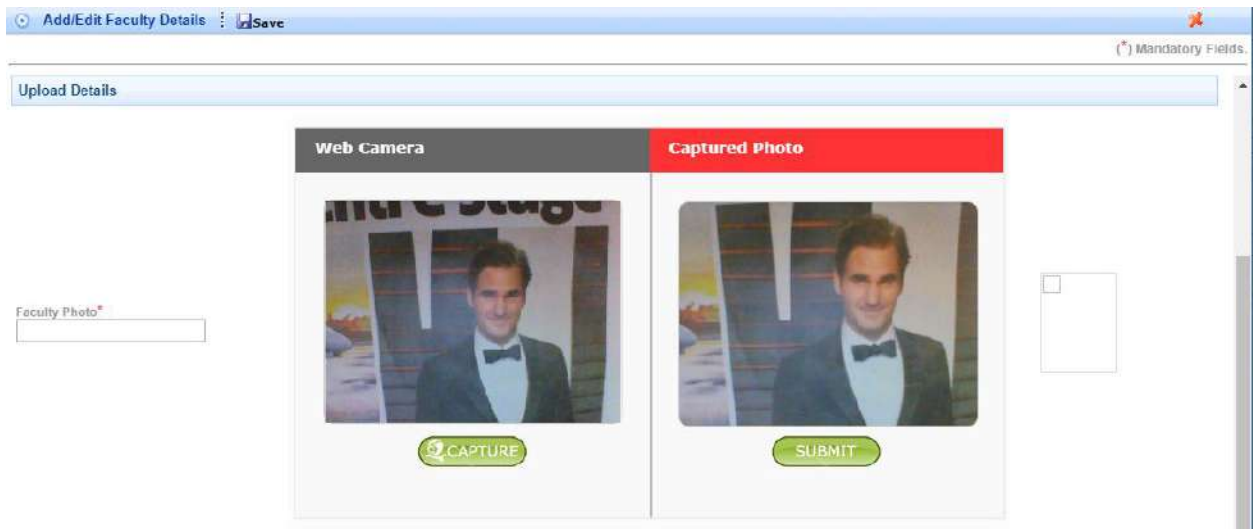 Add/Edit Faculty Details Save
(*) Mandatory Fields.
Upload Details
Web Camera
Captured Photo
Faculty Photo*
CAPTURE
SUBMIT